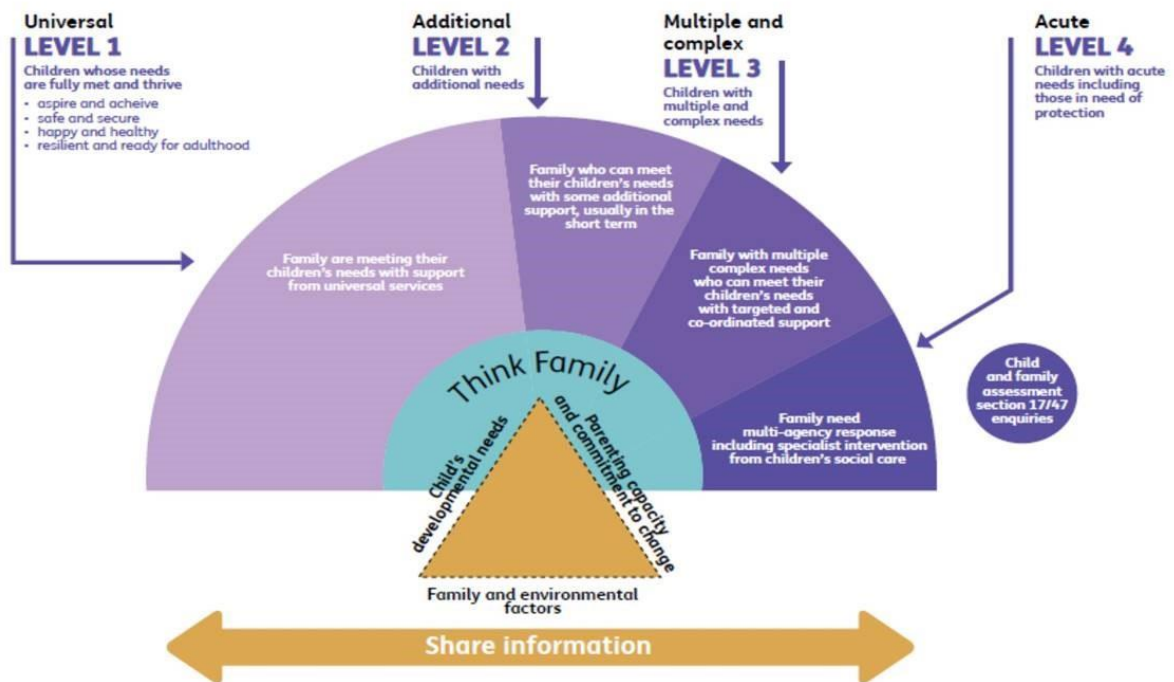 Universal
LEVEL 1
Children whose needs
are fully met and thrive
• aspire and acheive
• safe and secure
• happy and healthy
• resilient and ready for adulthood
Additional
LEVEL 2
Children with
additional needs
Multiple and
complex
LEVEL 3
Children with
multiple and
complex needs
Acute
LEVEL 4
Children with acute
needs including
those in need of
protection
Family are meeting their
children's needs with support
from universal services
Family who can meet
their children's needs
with some additional
support, usually in the
short term
Family with multiple
complex needs
who can meet their
children's needs
with targeted and
co-ordinated support
Family need
multi-agency response
including specialist intervention
from children's social care
Child
and family
assessment
section 17/47
enquiries
Think Family
Child's
developmental needs
Parenting capacity
and commitment to change
Family and environmental
factors
Share information